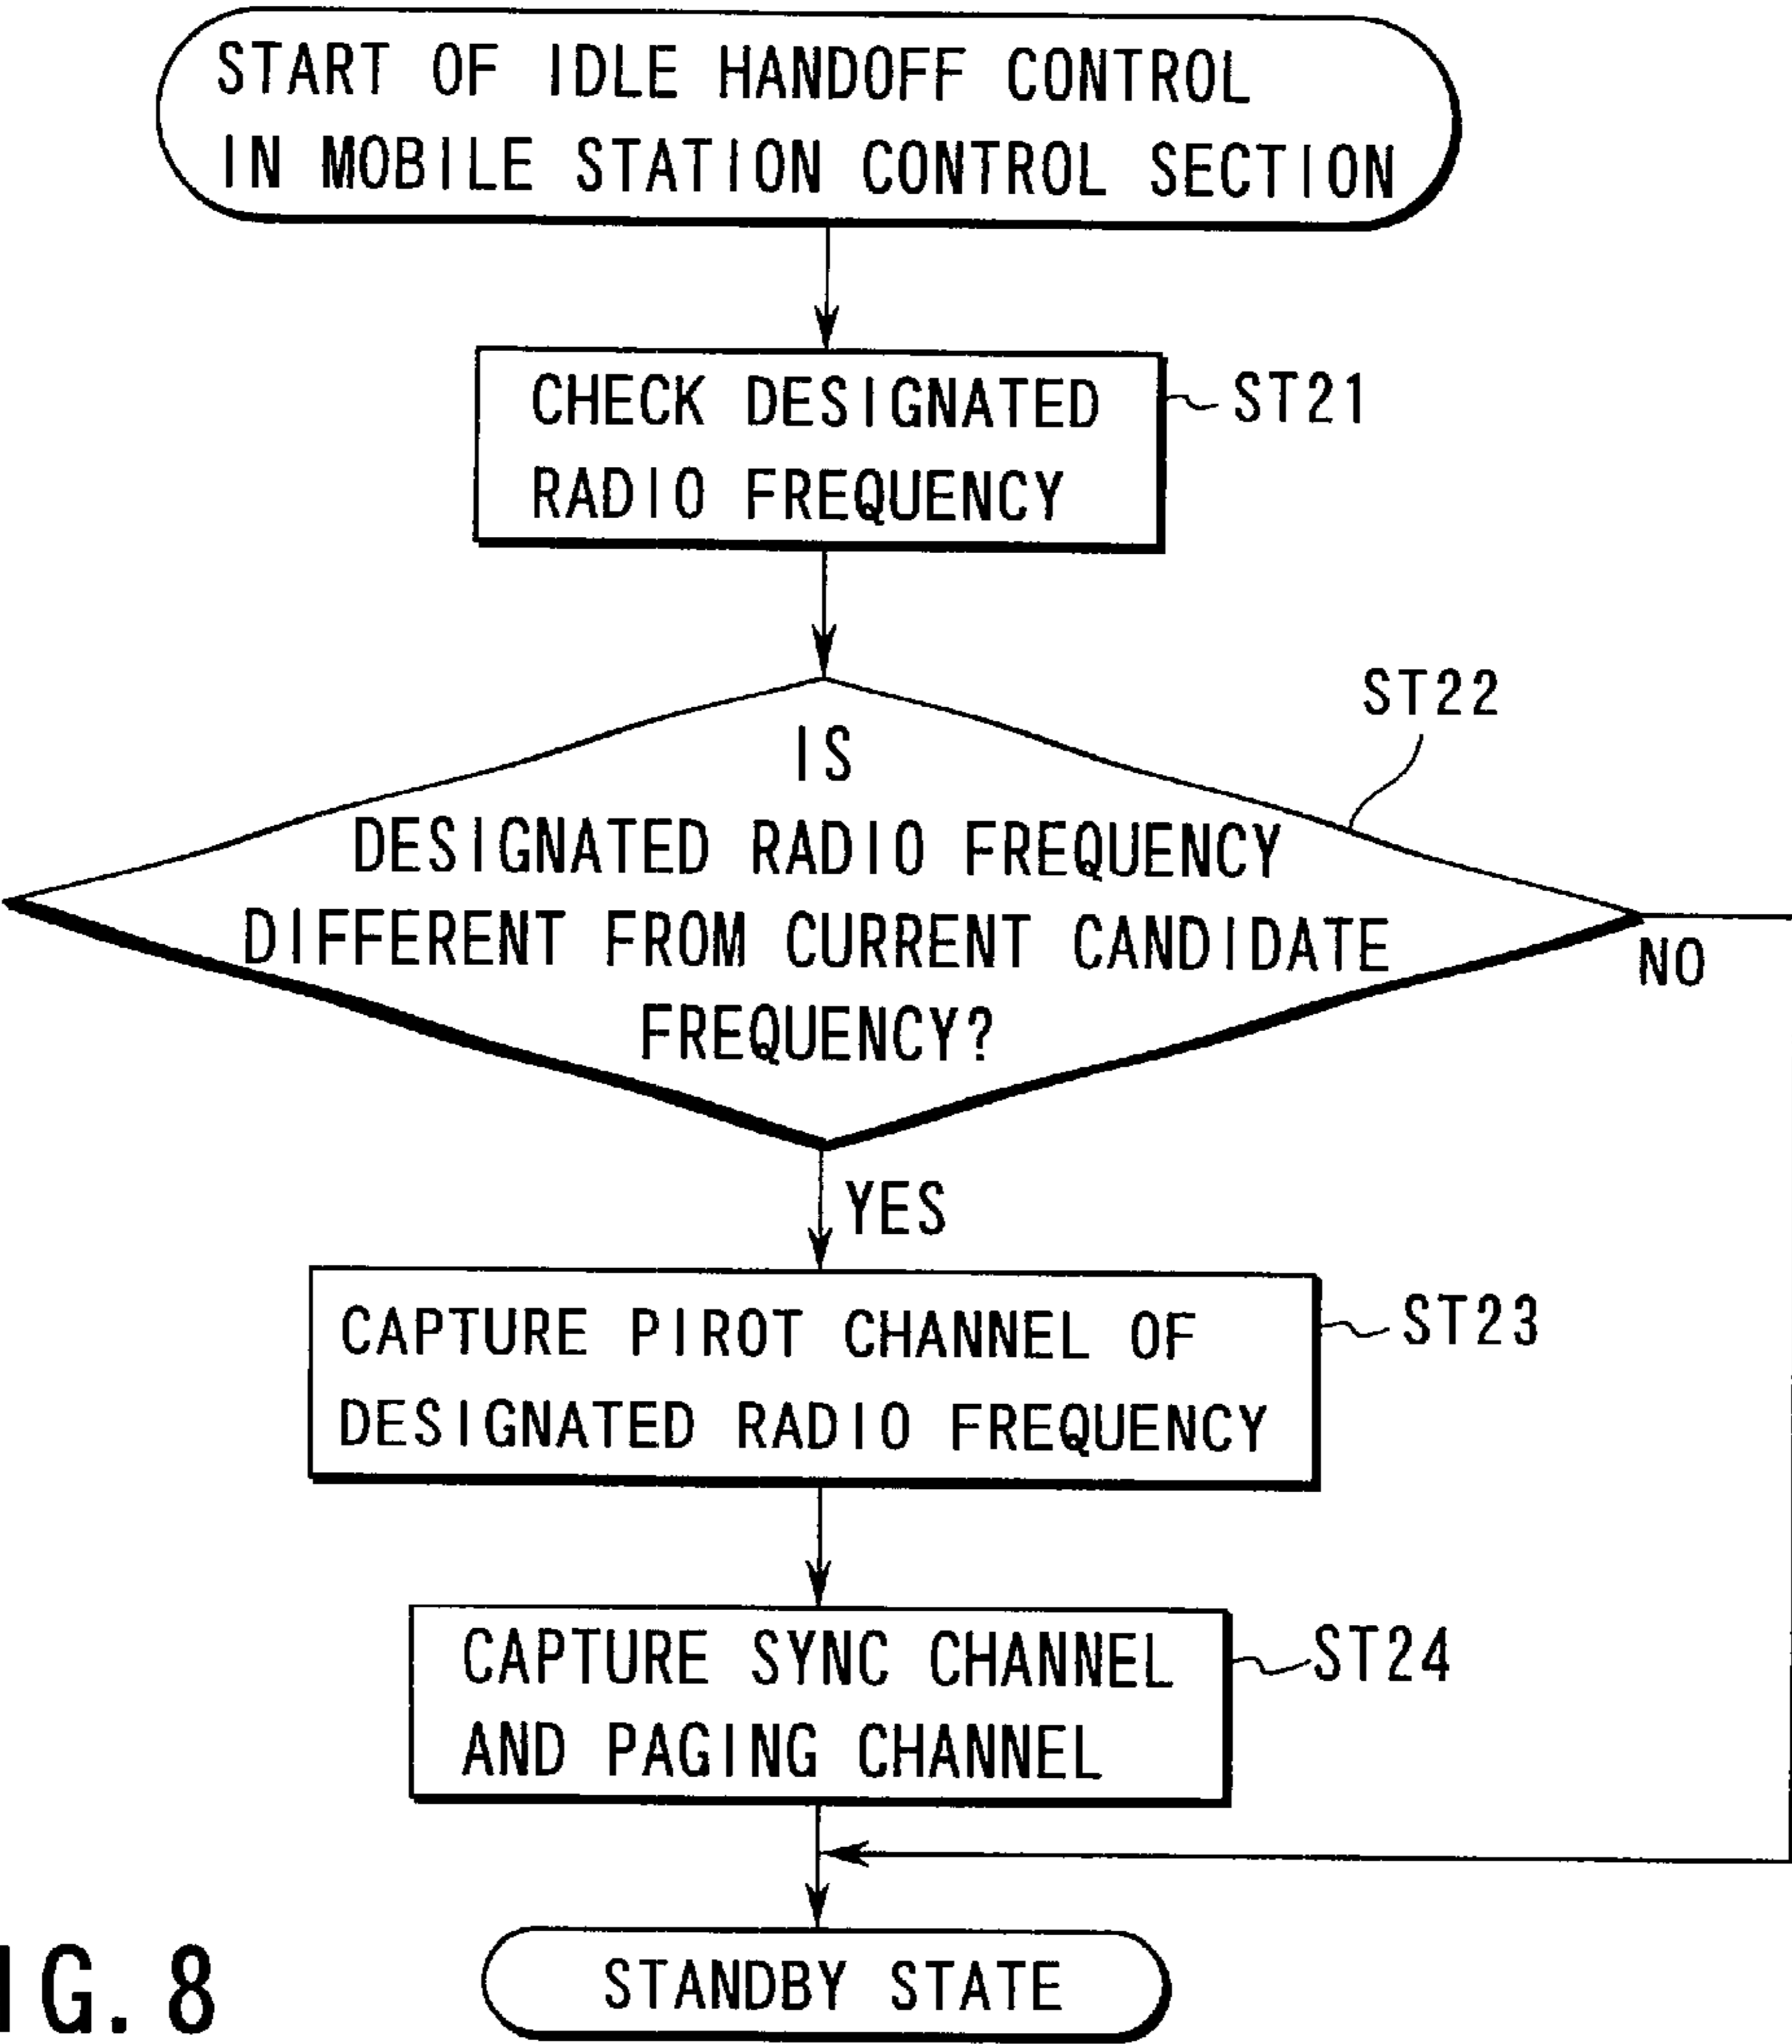 START OF IDLE HANDOFF CONTROL
IN MOBILE STATION CONTROL SECTION
CHECK DESIGNATED
RADIO FREQUENCY
ST21
ST22
IS
DESIGNATED RADIO FREQUENCY
DIFFERENT FROM CURRENT CANDIDATE
FREQUENCY?
NO
YES
CAPTURE PIROT CHANNEL OF
DESIGNATED RADIO FREQUENCY
ST23
CAPTURE SYNC CHANNEL
AND PAGING CHANNEL
ST24
STANDBY STATE
IG. 8